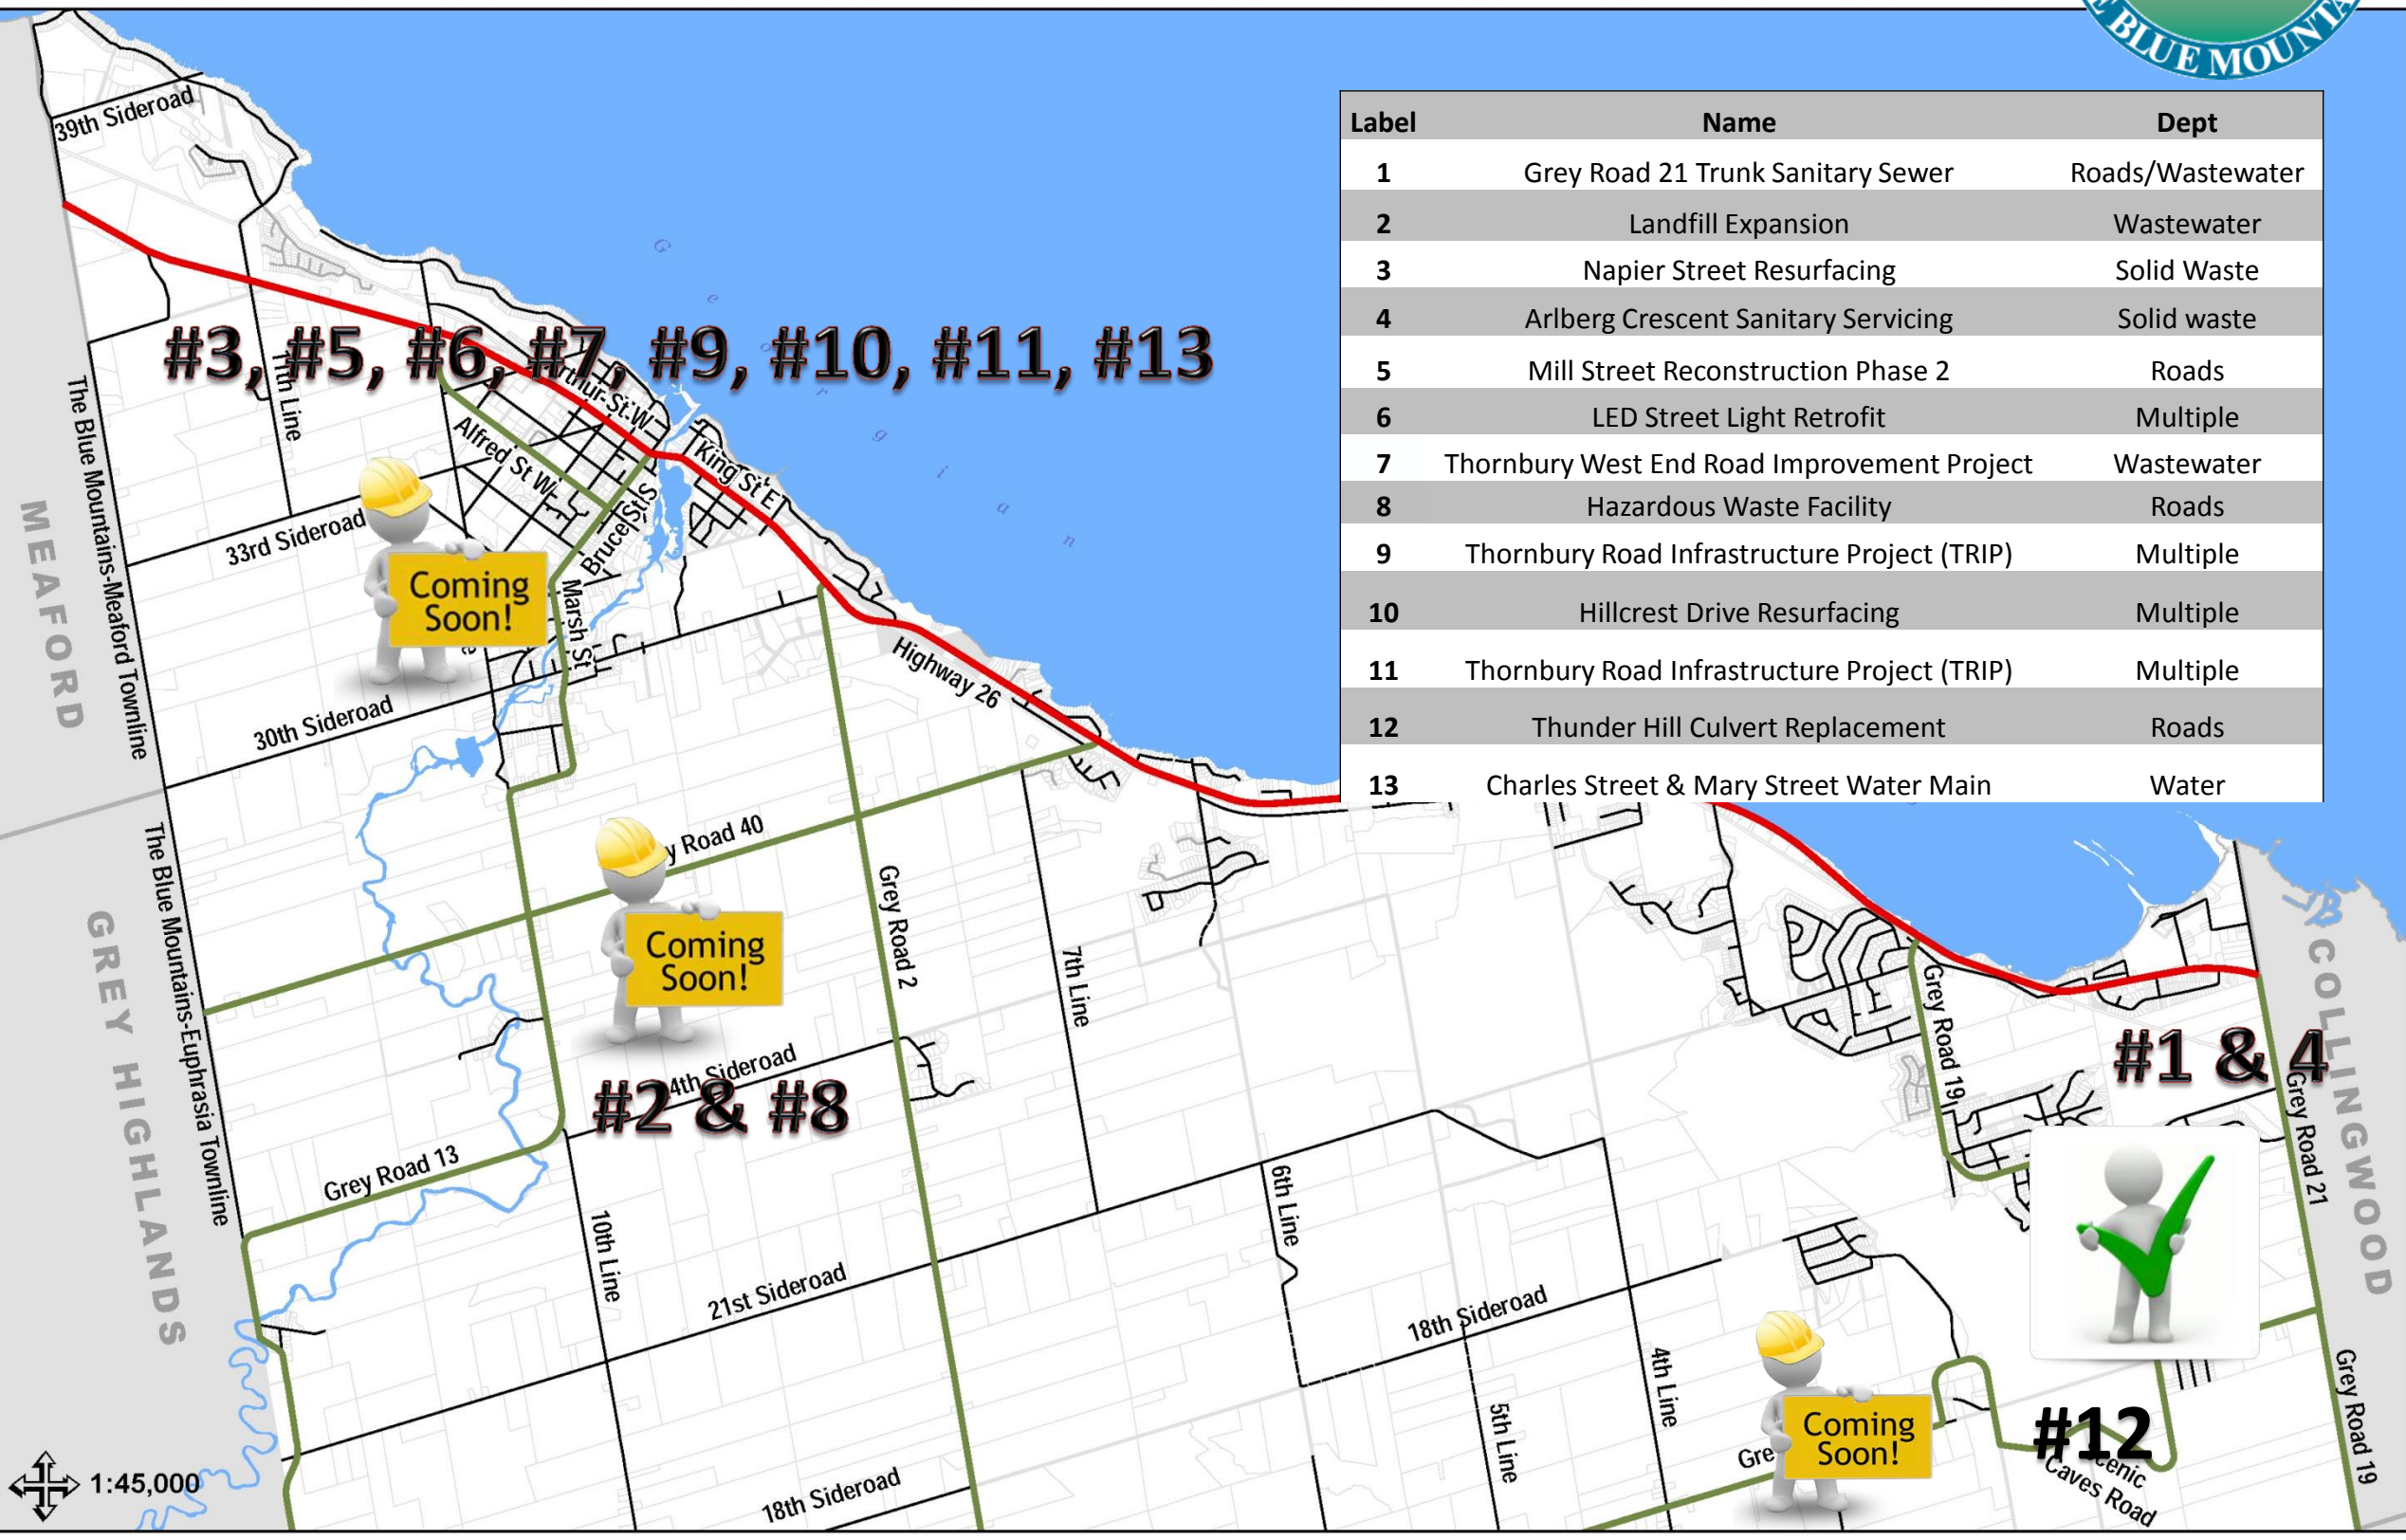 E BLUE MOUNTA
Label Name Dept
1 Grey Road 21 Trunk Sanitary Sewer Roads/Wastewater
2 Landfill Expansion Wastewater
3 Napier Street Resurfacing Solid Waste
4 Arlberg Crescent Sanitary Servicing Solid waste
5 Mill Street Reconstruction Phase 2 Roads
6 LED Street Light Retrofit Multiple
7 Thornbury West End Road Improvement Project Wastewater
8 Hazardous Waste Facility Roads
9 Thornbury Road Infrastructure Project (TRIP) Multiple
10 Hillcrest Drive Resurfacing Multiple
11 Thornbury Road Infrastructure Project (TRIP) Multiple
12 Thunder Hill Culvert Replacement Roads
13 Charles Street & Mary Street Water Main Water
39th Sideroad
Georgian
#3, #5, #6, #7, #9, #10, #11, #13
11th Line
Arthur St W
Alfred St W
King St E
Bruce St S
33rd Sideroad
Coming
Soon!
Marsh St
The Blue Mountains-Meaford Townline
MEAFORD
30th Sideroad
Highway 26
Road 40
Grey Road 2
7th Line
Coming
Soon!
4th Sideroad
#2 & #8
The Blue Mountains-Euphrasia Townline
GREY HIGHLANDS
Grey Road 13
10th Line
21st Sideroad
6th Line
18th Sideroad
5th Line
4th Line
18th Sideroad
Grey Road 19
#1 & 4
COLLINGWOOD
Grey Road 21
Coming
Soon!
Gre
#12
cenic
Caves Road
Grey Road 19
1:45,000